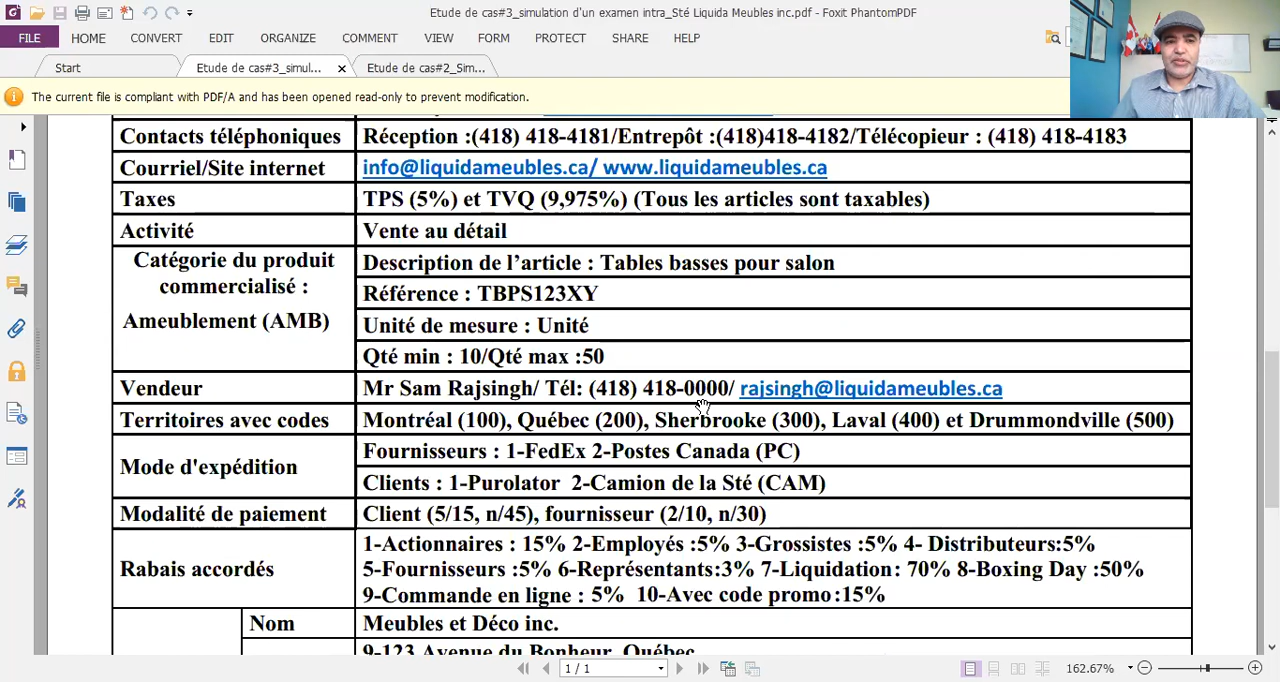 Etude de cas#3_simulation d'un examen intra_Sté Liquida Meubles inc.pdf - Foxit PhantomPDF
FILE HOME CONVERT EDIT ORGANIZE COMMENT VIEW FORM PROTECT SHARE HELP
Start Etude de cas#3_simul... Etude de cas#2_Sim...
The current file is compliant with PDF/A and has been opened read-only to prevent modification.
Contacts téléphoniques Réception :(418) 418-4181/Entrepôt :(418)418-4182/Télécopieur : (418) 418-4183
Courriel/Site internet info@liquidameubles.ca/ www.liquidameubles.ca
Taxes TPS (5%) et TVQ (9,975%) (Tous les articles sont taxables)
Activité Vente au détail
Catégorie du produit commercialisé :
Ameublement (AMB)
Description de l’article : Tables basses pour salon
Référence : TBPS123XY
Unité de mesure : Unité
Qté min : 10/Qté max :50
Vendeur Mr Sam Rajsingh/ Tél: (418) 418-0000/ rajsingh@liquidameubles.ca
Territoires avec codes Montréal (100), Québec (200), Sherbrooke (300), Laval (400) et Drummondville (500)
Mode d'expédition
Fournisseurs : 1-FedEx 2-Postes Canada (PC)
Clients : 1-Purolator 2-Camion de la Sté (CAM)
Modalité de paiement Client (5/15, n/45), fournisseur (2/10, n/30)
Rabais accordés
1-Actionnaires : 15% 2-Employés :5% 3-Grossistes :5% 4- Distributeurs:5%
5-Fournisseurs :5% 6-Représentants:3% 7-Liquidation: 70% 8-Boxing Day :50%
9-Commande en ligne : 5% 10-Avec code promo:15%
Nom Meubles et Déco inc.
9-123 Avenue du Bonheur, Québec
1 / 1 162.67%